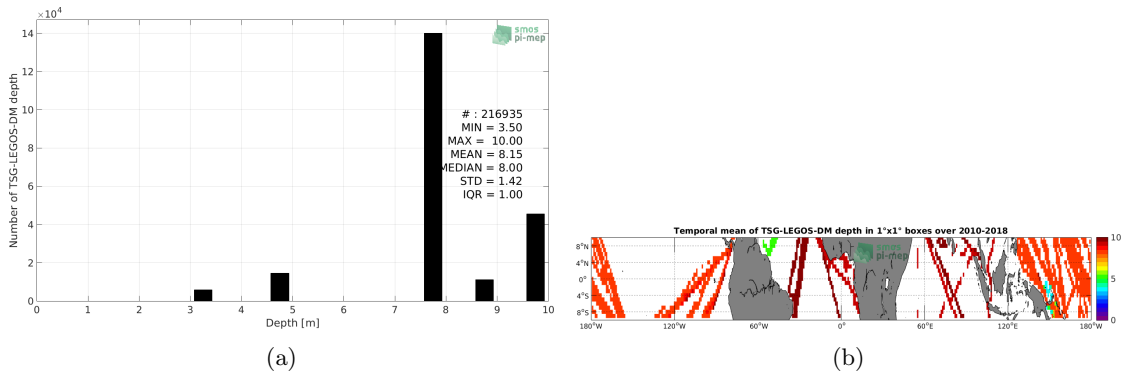 ×10⁴
smos
pi-mep
14
12
10
8
6
4
2
0
Number of TSG-LEGOS-DM depth
# : 216935
MIN = 3.50
MAX = 10.00
MEAN = 8.15
MEDIAN = 8.00
STD = 1.42
IQR = 1.00
0 1 2 3 4 5 6 7 8 9 10
Depth [m]
(a)
Temporal mean of TSG-LEGOS-DM depth in 1°x1° boxes over 2010-2018
smos
pi-mep
8°N
4°N
0°
4°S
8°S
180°W 120°W 60°W 0° 60°E 120°E 180°W
10
5
0
(b)